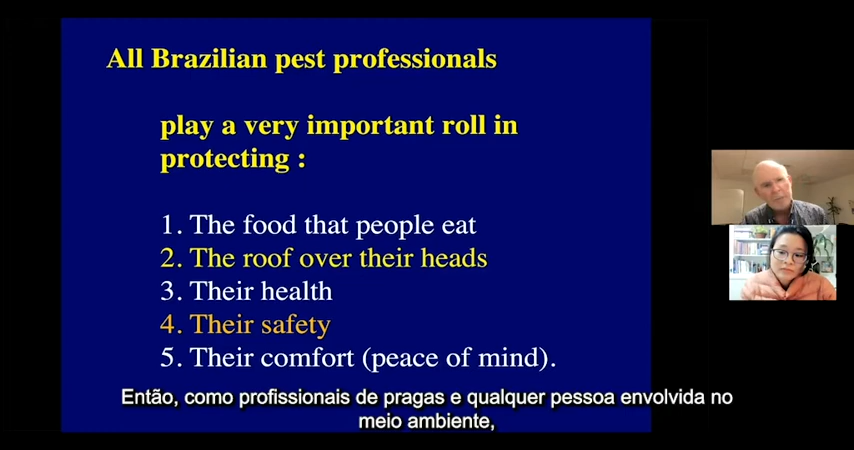 All Brazilian pest professionals
play a very important roll in
protecting :
1. The food that people eat
2. The roof over their heads
3. Their health
4. Their safety
5. Their comfort (peace of mind).
Então, como profissionais de pragas e qualquer pessoa envolvida no
meio ambiente,